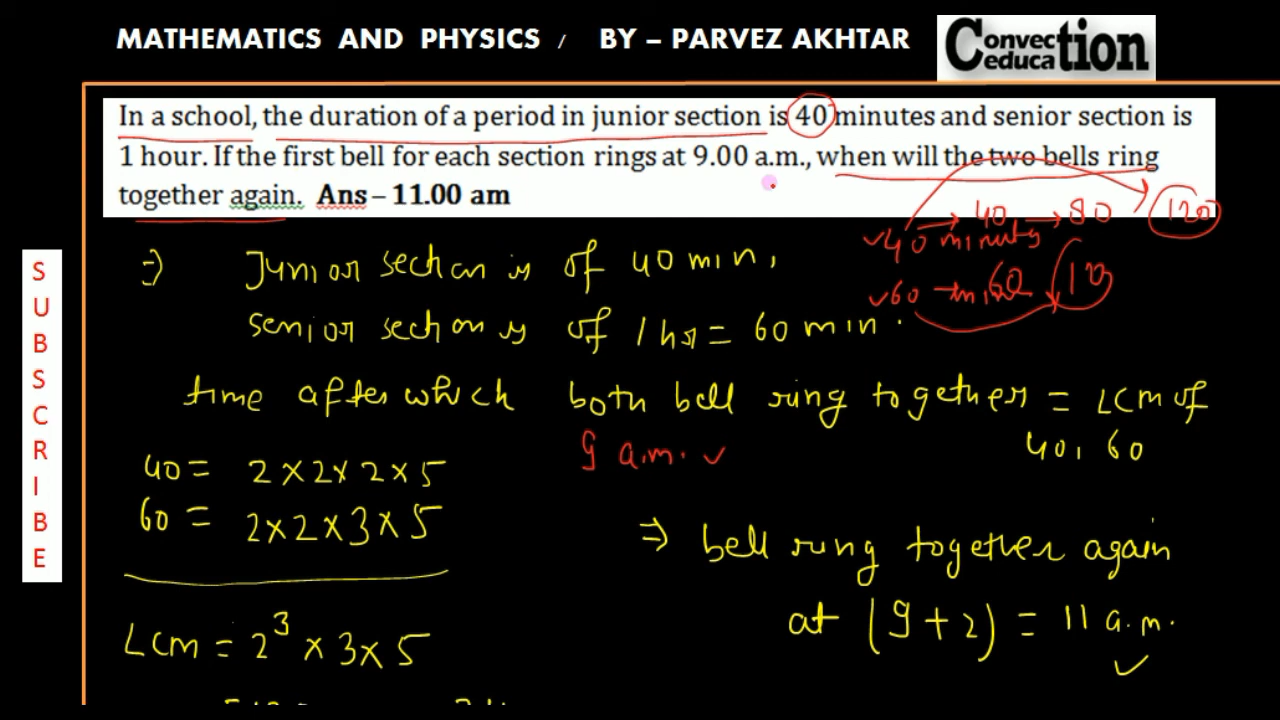 MATHEMATICS AND PHYSICS / BY – PARVEZ AKHTAR
Convection education
In a school, the duration of a period in junior section is 40 minutes and senior section is
1 hour. If the first bell for each section rings at 9.00 a.m., when will the two bells ring
together again. Ans – 11.00 am
40 minuts → 40 → 80 120
60 → 60 120
⇒ Junior section is of 40 min,
senior section is of 1 hr = 60 min.
time after which both bell ring together = LCM of
40, 60
9 a.m. ✓
40 = 2 × 2 × 2 × 5
60 = 2 × 2 × 3 × 5
⇒ bell ring together again
at (9 + 2) = 11 a.m.
LCM = 2³ × 3 × 5
SUBSCRIBE